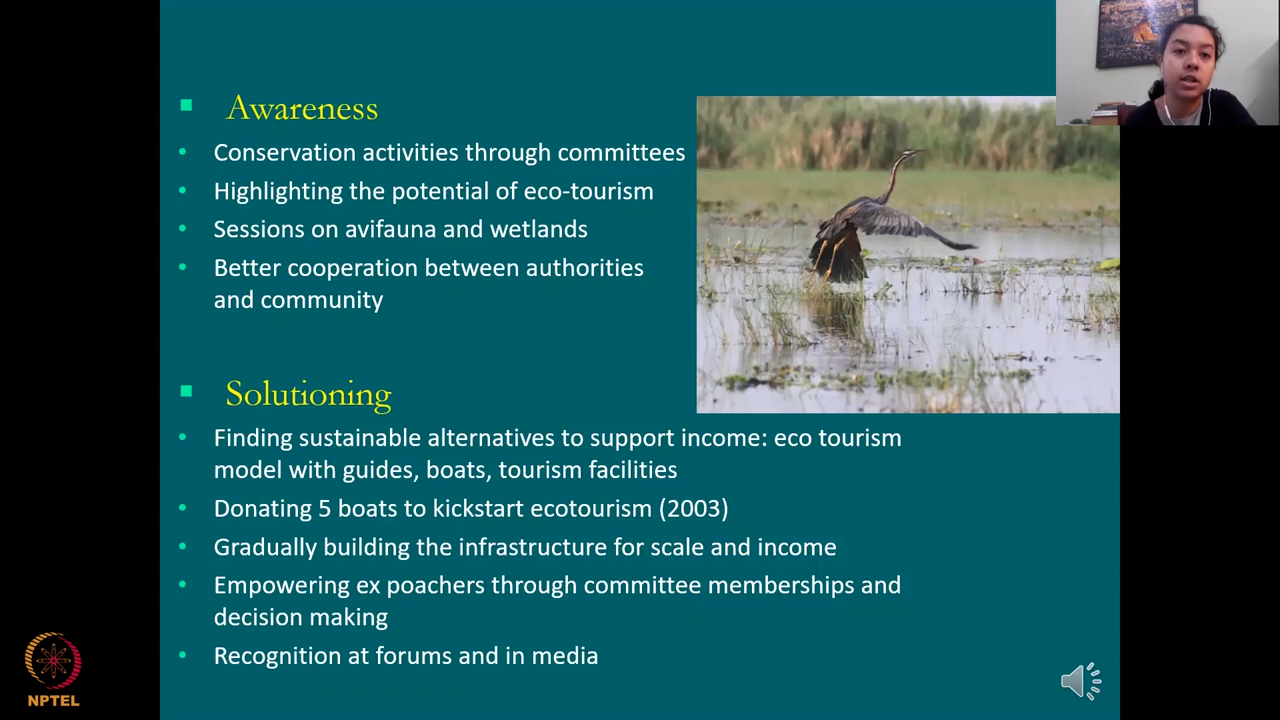 Awareness
Conservation activities through committees
Highlighting the potential of eco-tourism
Sessions on avifauna and wetlands
Better cooperation between authorities
and community
Solutioning
Finding sustainable alternatives to support income: eco tourism
model with guides, boats, tourism facilities
Donating 5 boats to kickstart ecotourism (2003)
Gradually building the infrastructure for scale and income
Empowering ex poachers through committee memberships and
decision making
Recognition at forums and in media
NPTEL